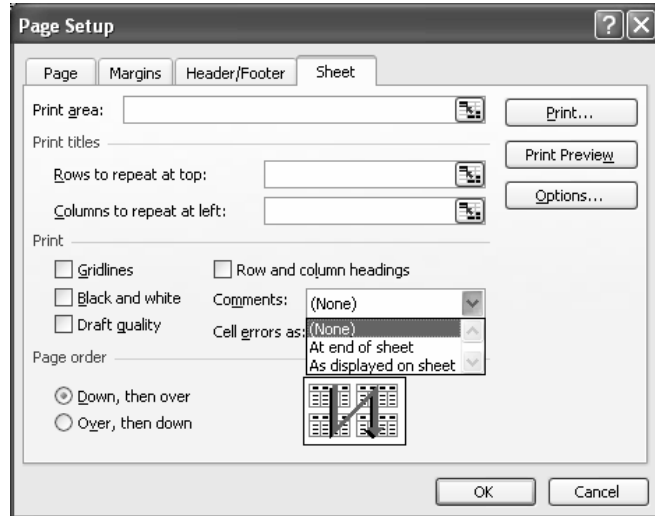 Page Setup
Page Margins Header/Footer Sheet
Print area:
Print...
Print titles
Print Preview
Rows to repeat at top:
Options...
Columns to repeat at left:
Print
Gridlines Row and column headings
Black and white Comments: (None)
Draft quality Cell errors as: (None)
At end of sheet
As displayed on sheet
Page order
Down, then over
Over, then down
OK Cancel